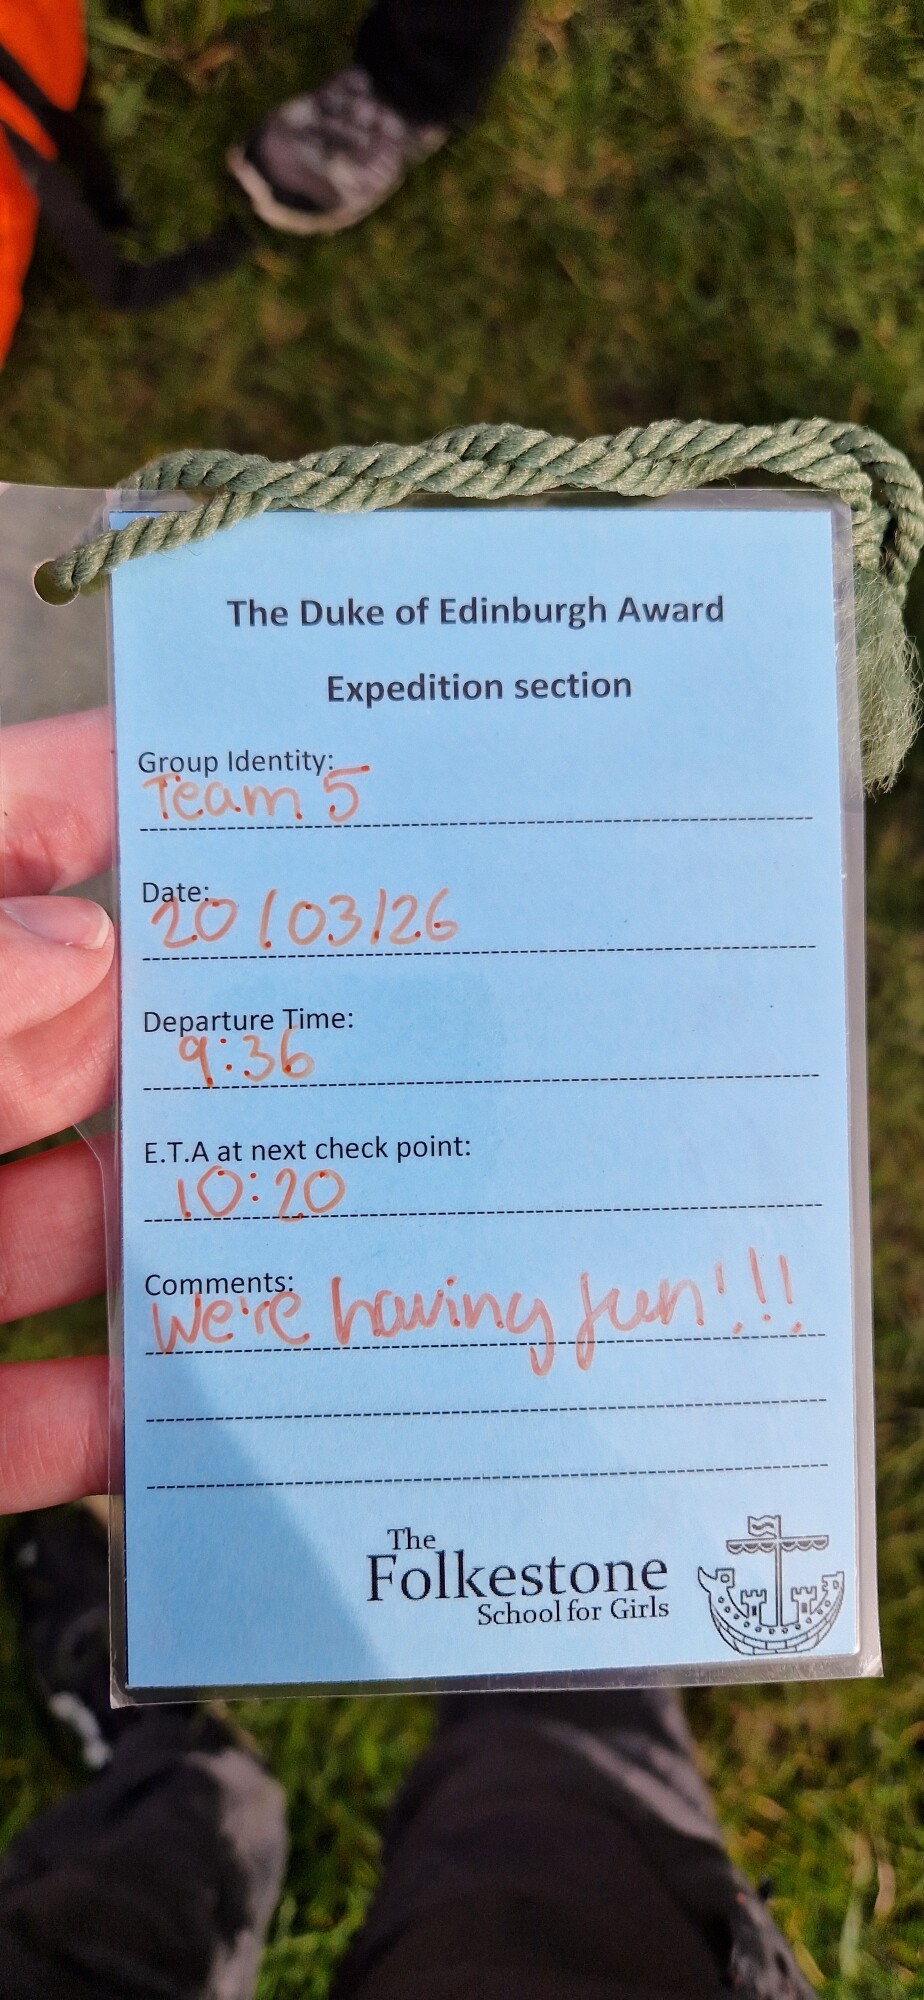 The Duke of Edinburgh Award
Expedition section
Group Identity:
Team 5
Date:
20/03/26
Departure Time:
9:36
E.T.A at next check point:
10:20
Comments:
We're having fun!!!
The
Folkestone
School for Girls